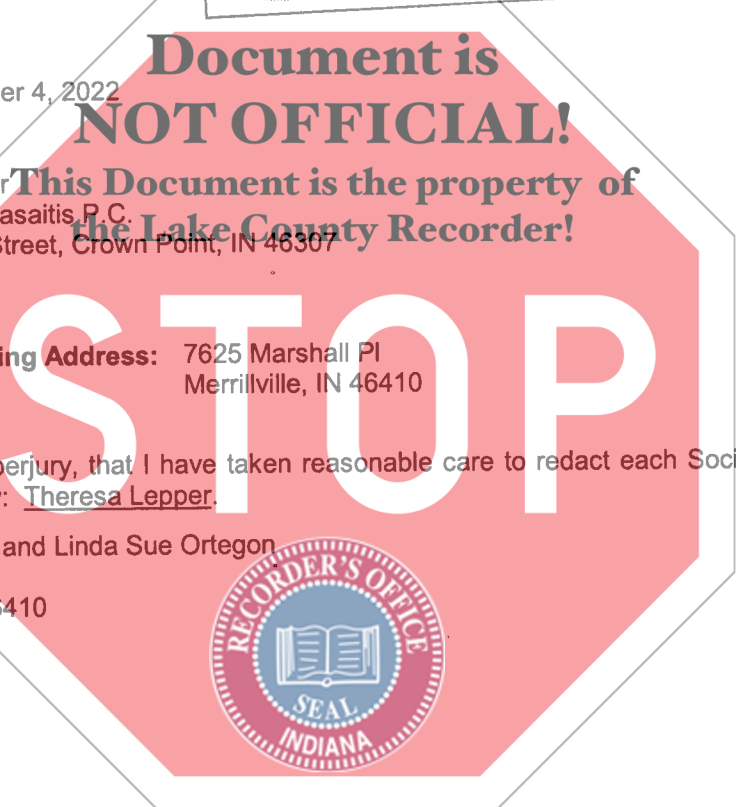 Document is
er 4, 2022
NOT OFFICIAL!
This Document is the property of
asaitis P.C.
the Lake County Recorder!
Street, Crown Point, IN 46307
STOP
ing Address: 7625 Marshall Pl
Merrillville, IN 46410
perjury, that I have taken reasonable care to redact each Soci
: Theresa Lepper.
and Linda Sue Ortegon
6410
RECORDER'S OFFICE
SEAL
INDIANA